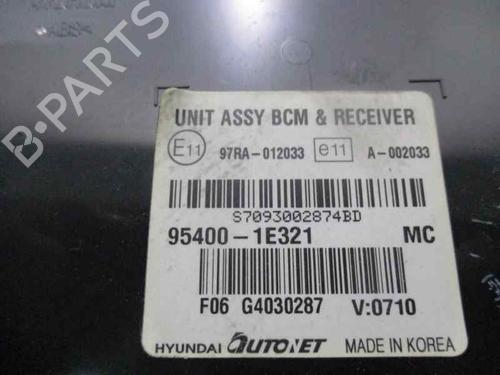 >ABS<
UNIT ASSY BCM & RECEIVER
E11 97RA-012033 e11 A-002033
S7093002874BD
95400-1E321 MC
F06 G4030287 V:0710
HYUNDAI AUTONET MADE IN KOREA
B-PARTS